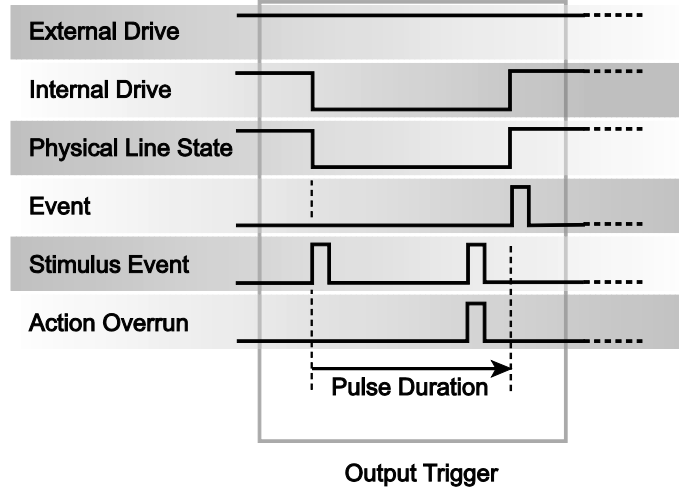 External Drive
Internal Drive
Physical Line State
Event
Stimulus Event
Action Overrun
Pulse Duration
Output Trigger